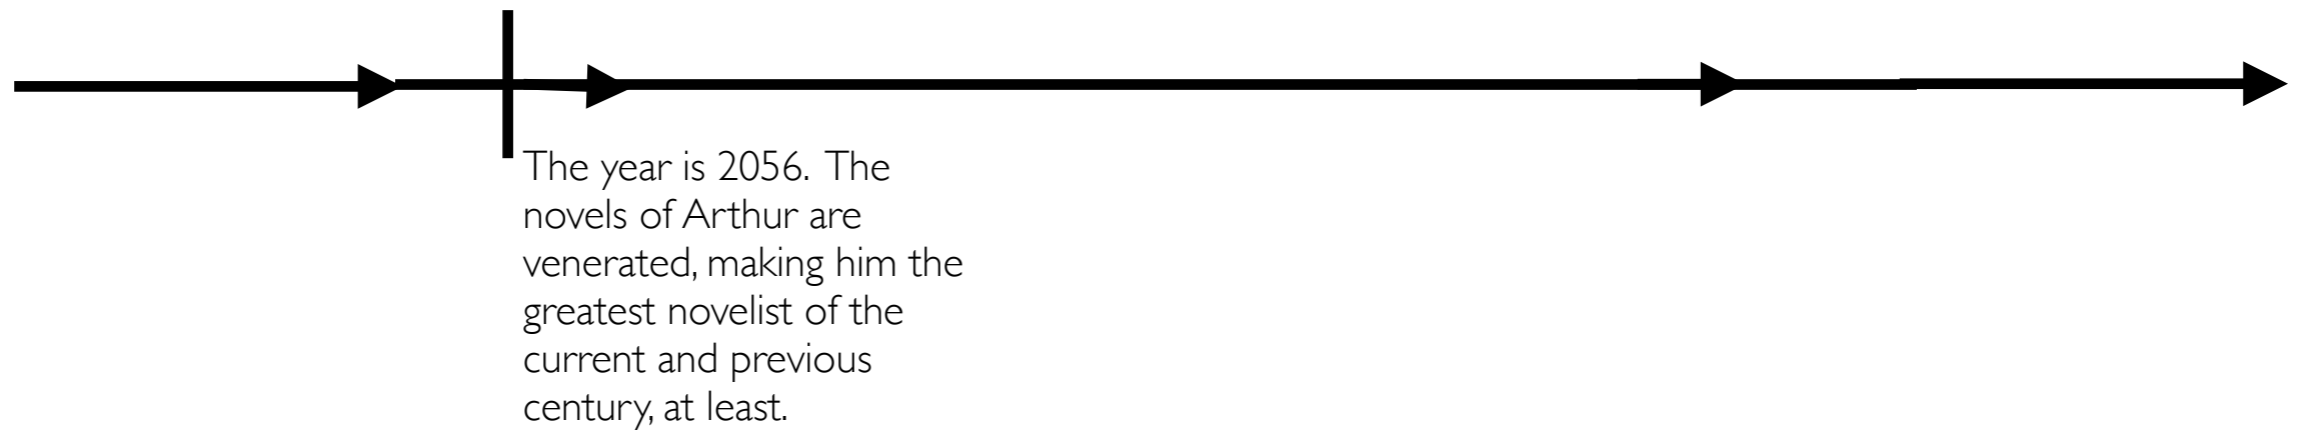 The year is 2056. The
novels of Arthur are
venerated, making him the
greatest novelist of the
current and previous
century, at least.